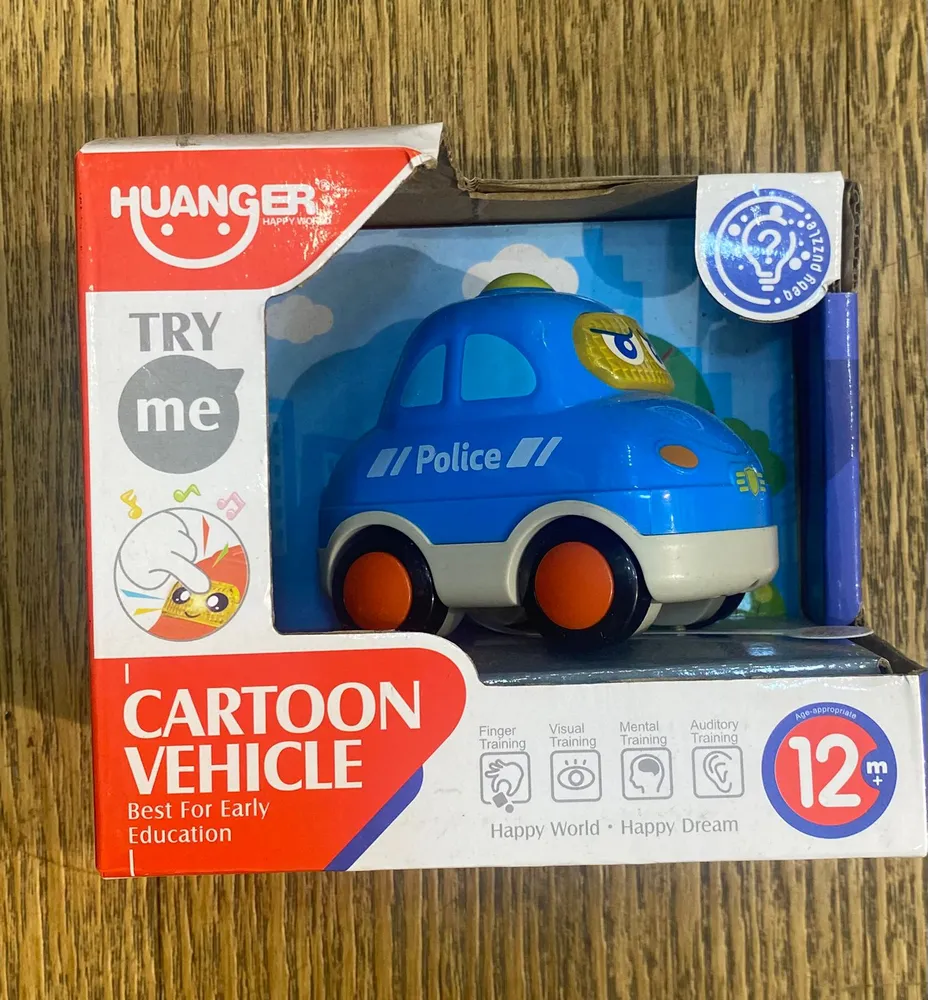 HUANGER
HAPPY WORLD
baby puzzle
TRY
me
Police
CARTOON
VEHICLE
Best For Early
Education
Finger
Training
Visual
Training
Mental
Training
Auditory
Training
Happy World • Happy Dream
Age-appropriate
12 m+